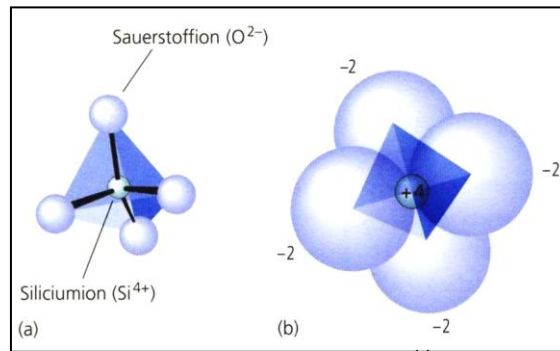 Sauerstoffion (O²⁻)
Siliciumion (Si⁴⁺)
(a)
−2
−2
+4
−2
−2
(b)